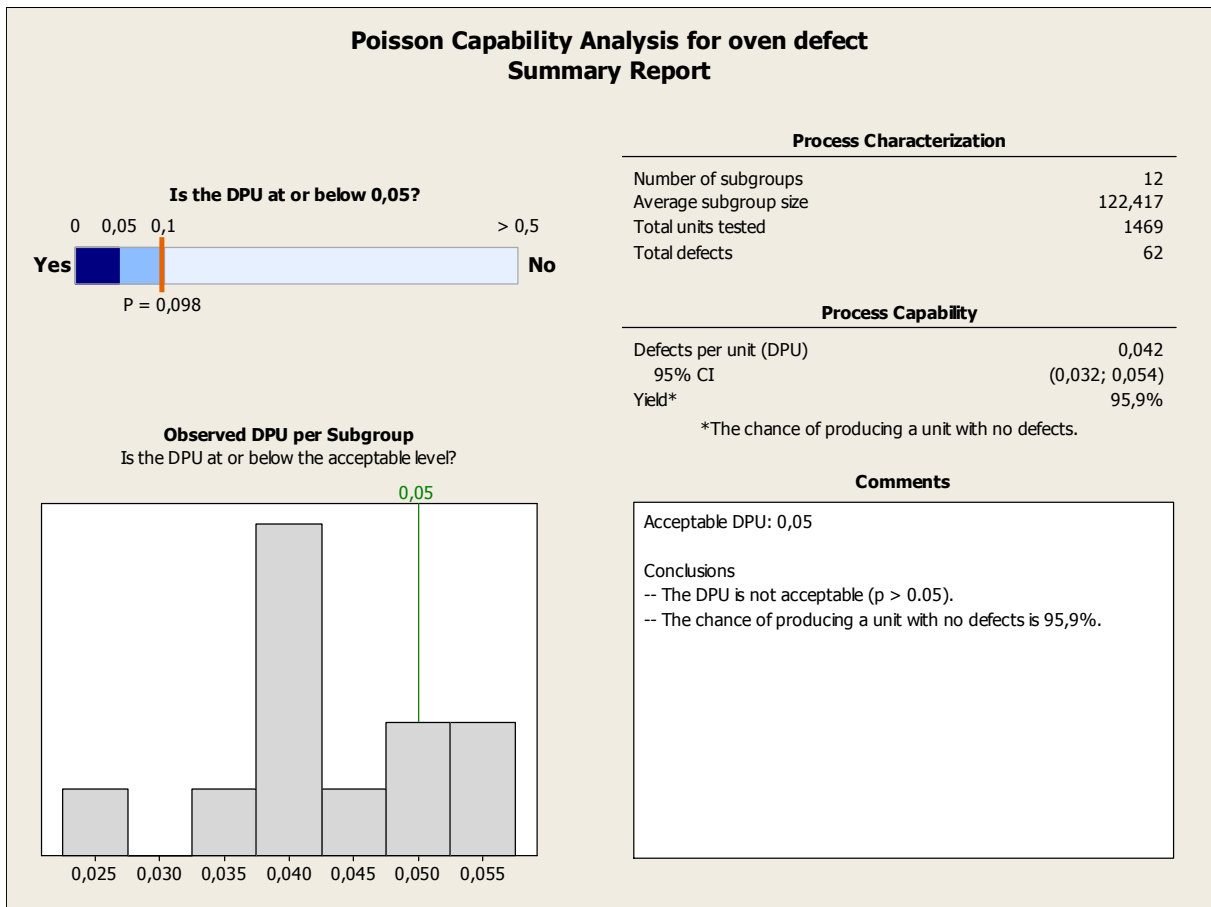 Poisson Capability Analysis for oven defect
Summary Report
Is the DPU at or below 0,05?
0 0,05 0,1 > 0,5
Yes No
P = 0,098
Process Characterization
Number of subgroups 12
Average subgroup size 122,417
Total units tested 1469
Total defects 62
Process Capability
Defects per unit (DPU) 0,042
95% CI (0,032; 0,054)
Yield* 95,9%
*The chance of producing a unit with no defects.
Observed DPU per Subgroup
Is the DPU at or below the acceptable level?
0,05
0,025 0,030 0,035 0,040 0,045 0,050 0,055
Comments
Acceptable DPU: 0,05
Conclusions
-- The DPU is not acceptable (p > 0.05).
-- The chance of producing a unit with no defects is 95,9%.